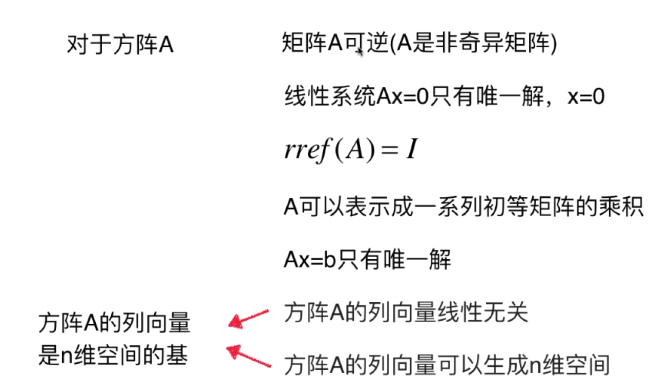 对于方阵A
矩阵A可逆(A是非奇异矩阵)
线性系统Ax=0只有唯一解，x=0
rref(A)=I
A可以表示成一系列初等矩阵的乘积
Ax=b只有唯一解
方阵A的列向量线性无关
方阵A的列向量可以生成n维空间
方阵A的列向量
是n维空间的基